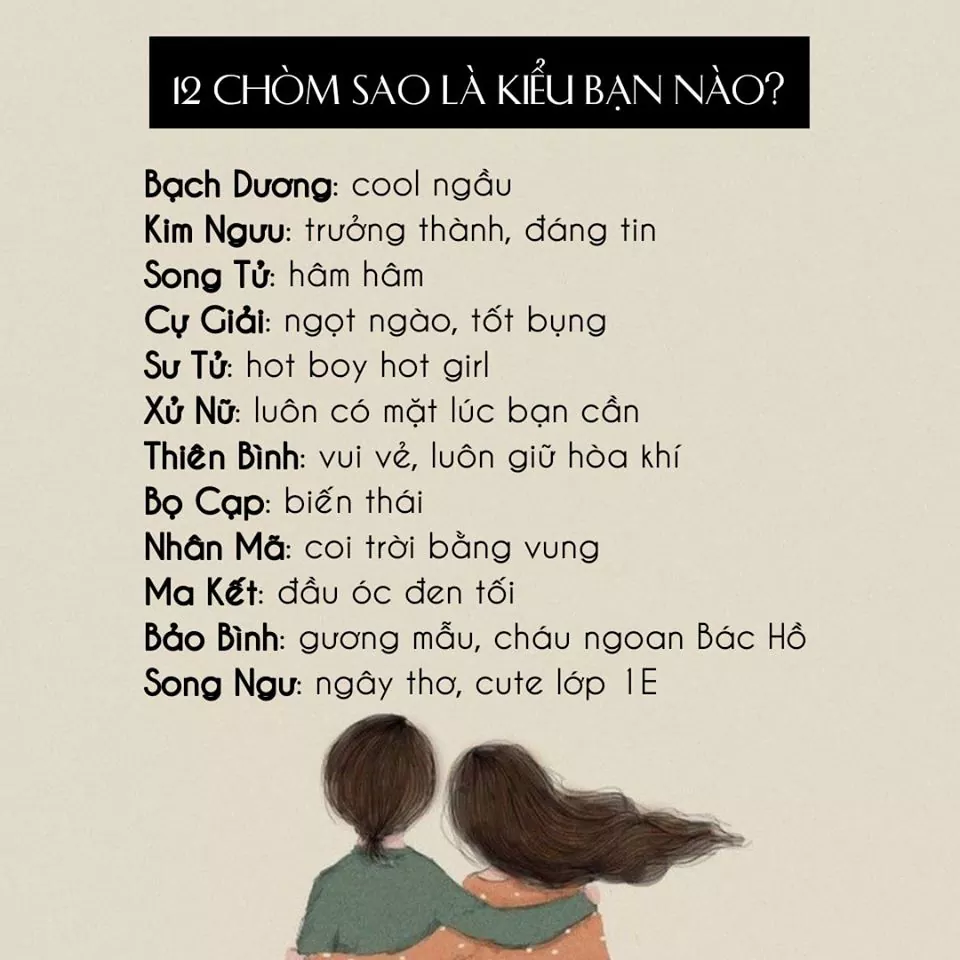 12 CHÒM SAO LÀ KIỂU BẠN NÀO?
Bạch Dương: cool ngầu
Kim Ngưu: trưởng thành, đáng tin
Song Tử: hâm hâm
Cự Giải: ngọt ngào, tốt bụng
Sư Tử: hot boy hot girl
Xử Nữ: luôn có mặt lúc bạn cần
Thiên Bình: vui vẻ, luôn giữ hòa khí
Bọ Cạp: biến thái
Nhân Mã: coi trời bằng vung
Ma Kết: đầu óc đen tối
Bảo Bình: gương mẫu, cháu ngoan Bác Hồ
Song Ngư: ngây thơ, cute lớp 1E